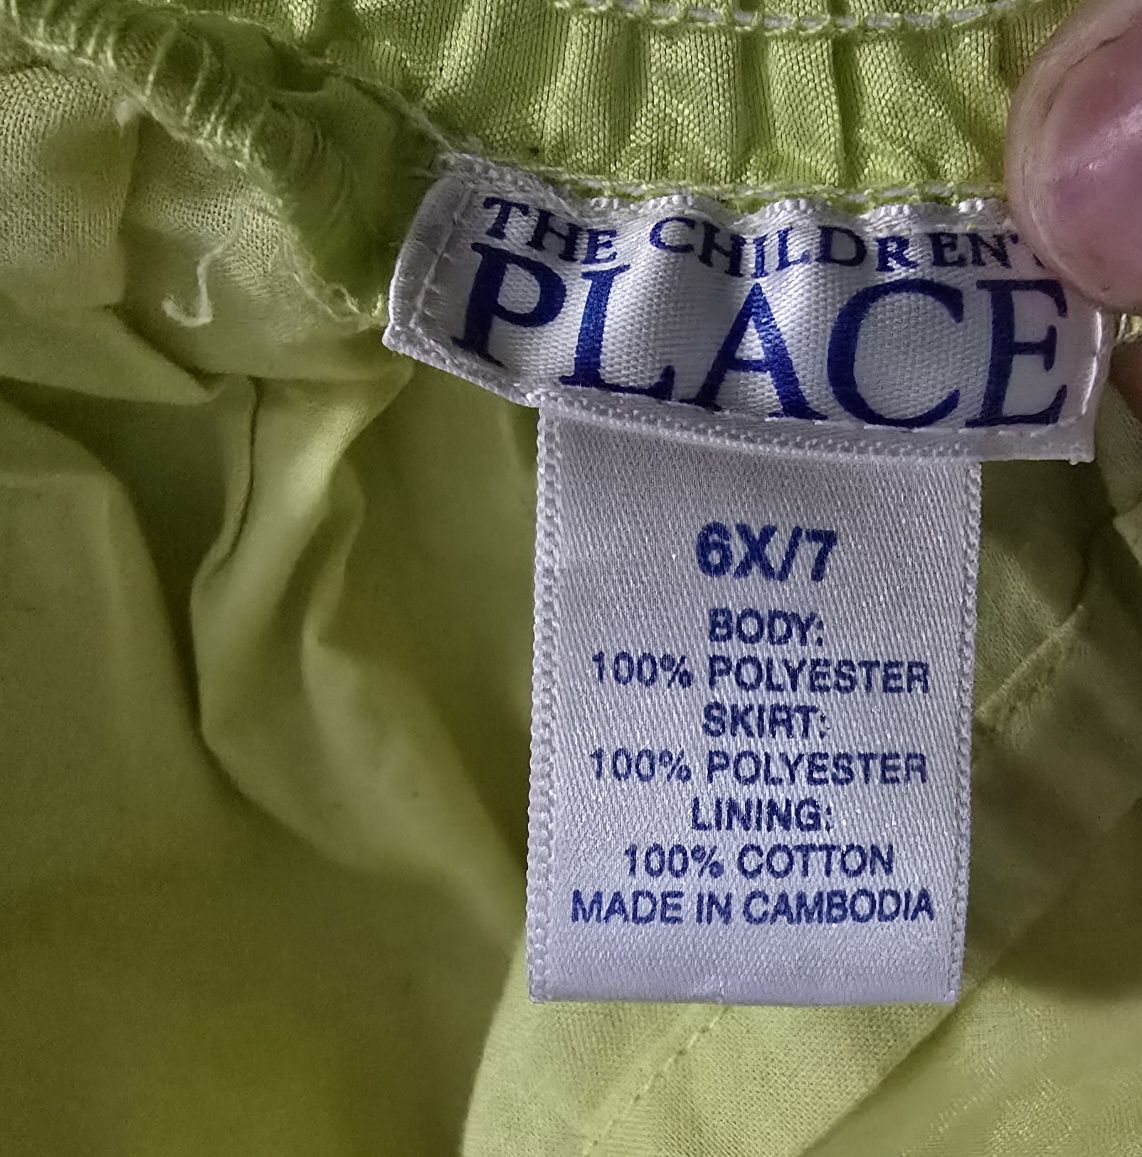 THE CHILDREN'
PLACE
6X/7
BODY:
100% POLYESTER
SKIRT:
100% POLYESTER
LINING:
100% COTTON
MADE IN CAMBODIA